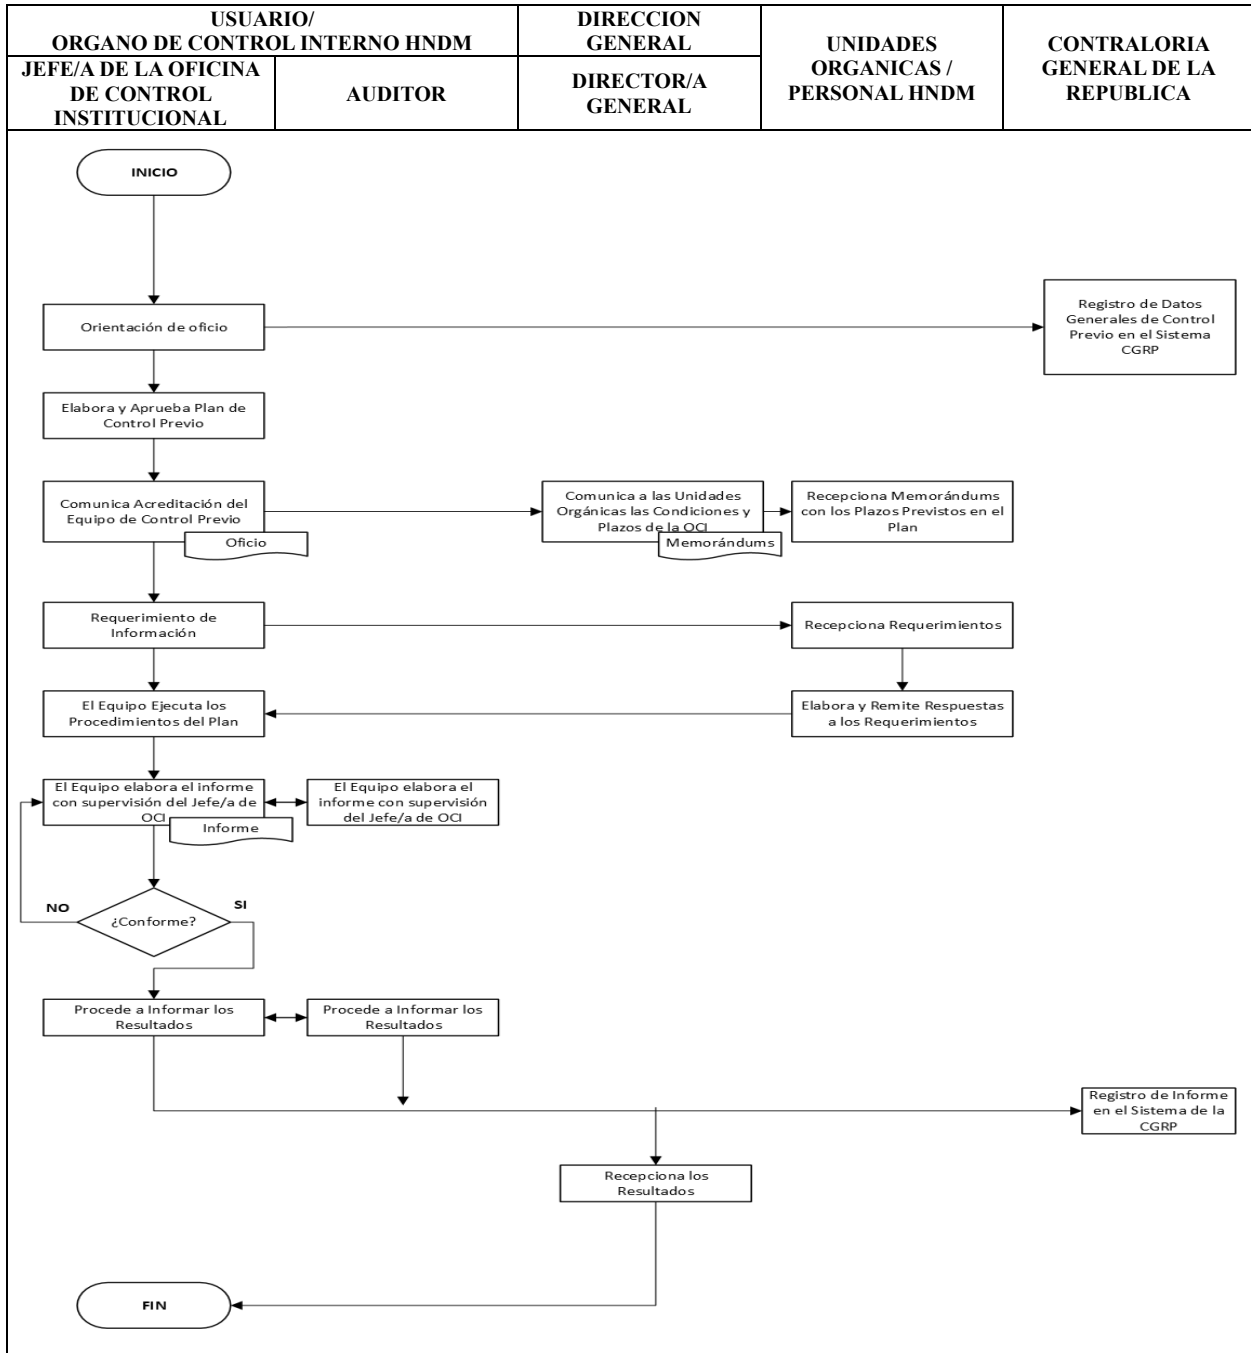 USUARIO/
ORGANO DE CONTROL INTERNO HNDM
DIRECCION
GENERAL
UNIDADES
ORGANICAS /
PERSONAL HNDM
CONTRALORIA
GENERAL DE LA
REPUBLICA
JEFE/A DE LA OFICINA
DE CONTROL
INSTITUCIONAL
AUDITOR
DIRECTOR/A
GENERAL
INICIO
Orientación de oficio
Registro de Datos
Generales de Control
Previo en el Sistema
CGRP
Elabora y Aprueba Plan de
Control Previo
Comunica Acreditación del
Equipo de Control Previo
Oficio
Comunica a las Unidades
Orgánicas las Condiciones y
Plazos de la OCI
Memorándums
Recepciona Memorándums
con los Plazos Previstos en el
Plan
Requerimiento de
Información
Recepciona Requerimientos
El Equipo Ejecuta los
Procedimientos del Plan
Elabora y Remite Respuestas
a los Requerimientos
El Equipo elabora el informe
con supervisión del Jefe/a de
OCI
Informe
El Equipo elabora el
informe con supervisión
del Jefe/a de OCI
NO
¿Conforme?
SI
Procede a Informar los
Resultados
Procede a Informar los
Resultados
Registro de Informe
en el Sistema de la
CGRP
Recepciona los
Resultados
FIN